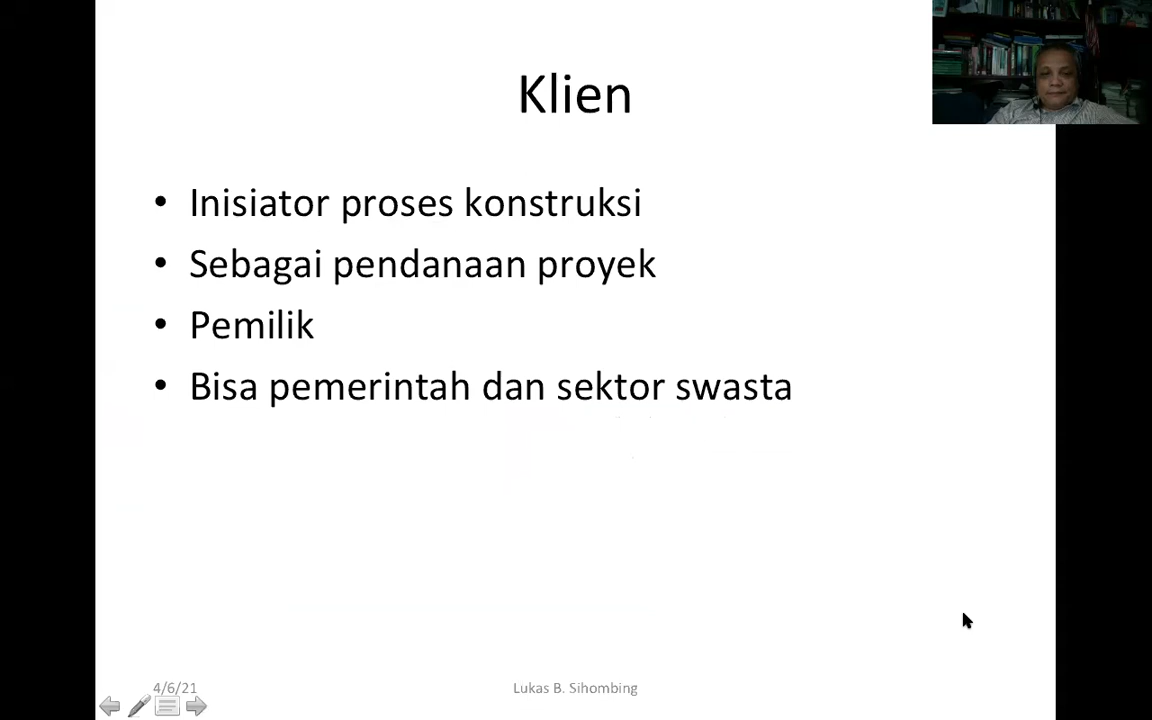 Klien
• Inisiator proses konstruksi
• Sebagai pendanaan proyek
• Pemilik
• Bisa pemerintah dan sektor swasta
4/6/21
Lukas B. Sihombing